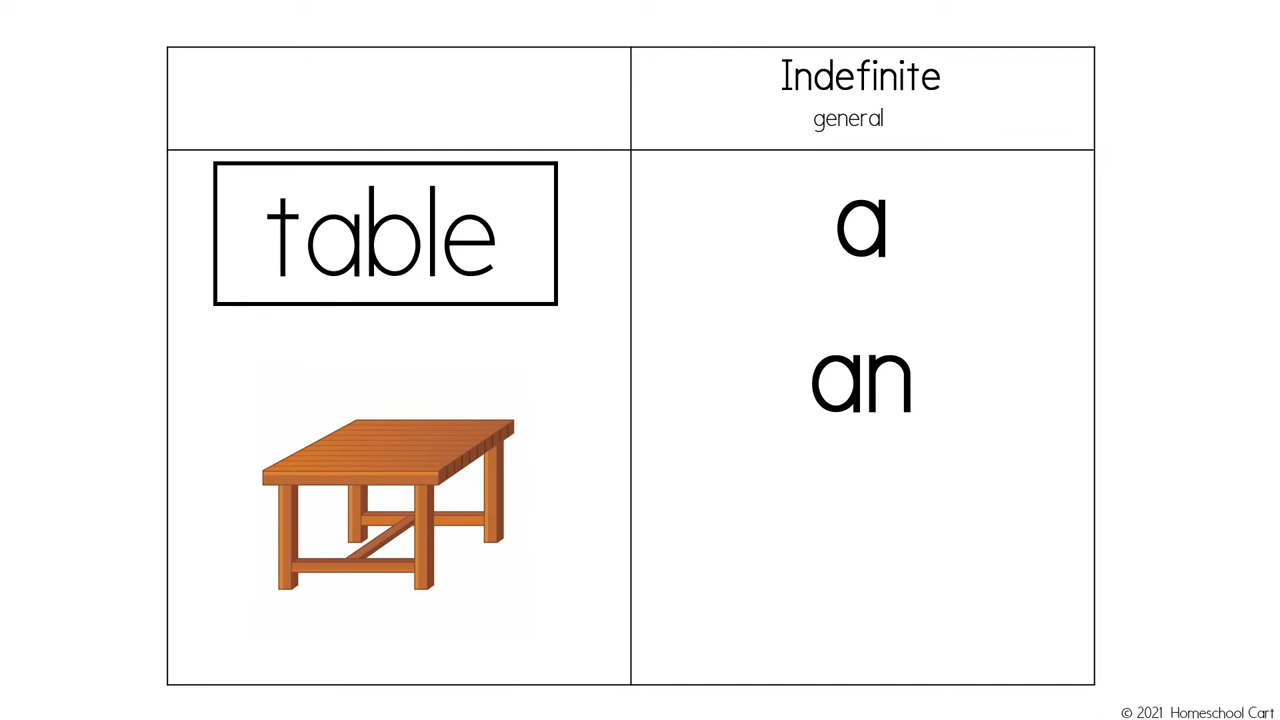 Indefinite
general
table
a
an
© 2021 Homeschool Cart